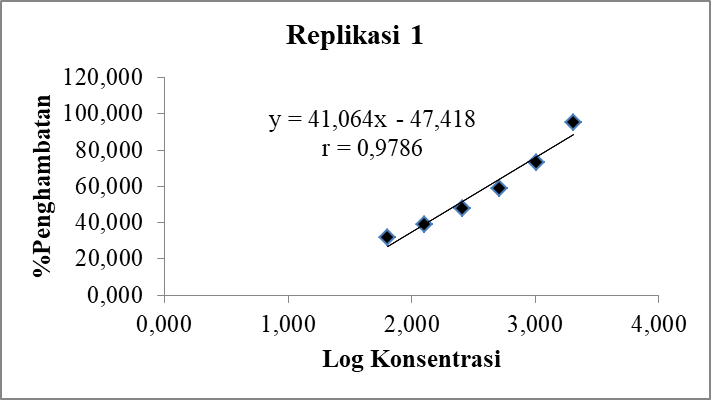 Replikasi 1
120,000
100,000
80,000
60,000
40,000
20,000
0,000
%Penghambatan
y = 41,064x - 47,418
r = 0,9786
0,000 1,000 2,000 3,000 4,000
Log Konsentrasi